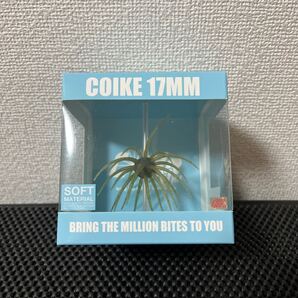 COIKE 17MM
SOFT
MATERIAL
BRING THE MILLION BITES TO YOU